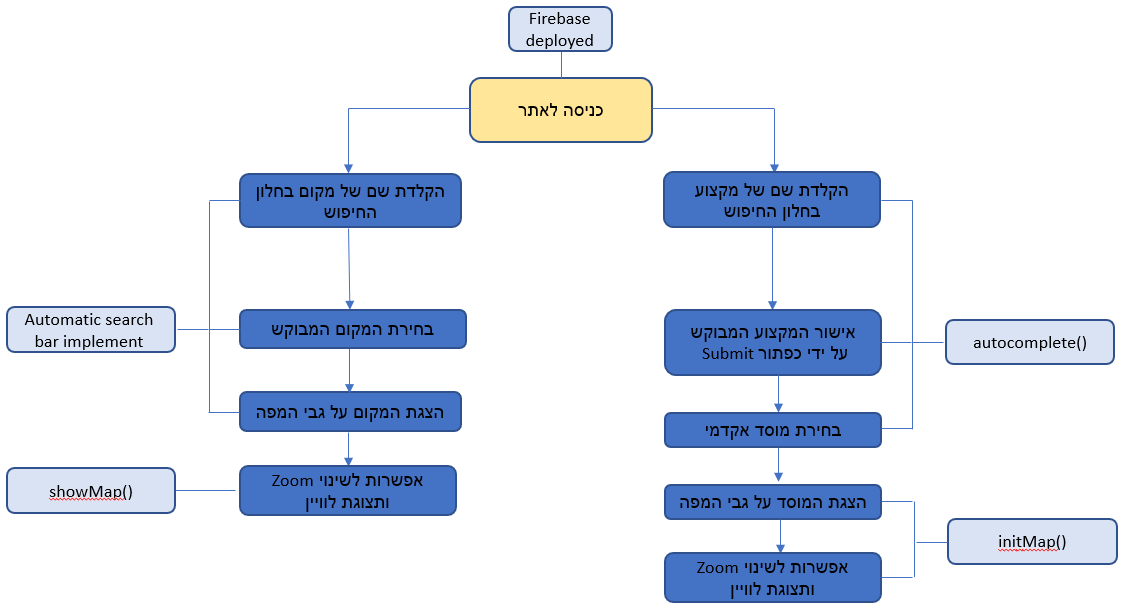 Firebase
deployed
כניסה לאתר
הקלדת שם של מקצוע
בחלון החיפוש
אישור המקצוע המבוקש
על ידי כפתור Submit
בחירת מוסד אקדמי
autocomplete()
הצגת המוסד על גבי המפה
אפשרות לשינוי Zoom
ותצוגת לוויין
initMap()
הקלדת שם של מקום בחלון
החיפוש
בחירת המקום המבוקש
הצגת המקום על גבי המפה
Automatic search
bar implement
אפשרות לשינוי Zoom
ותצוגת לוויין
showMap()